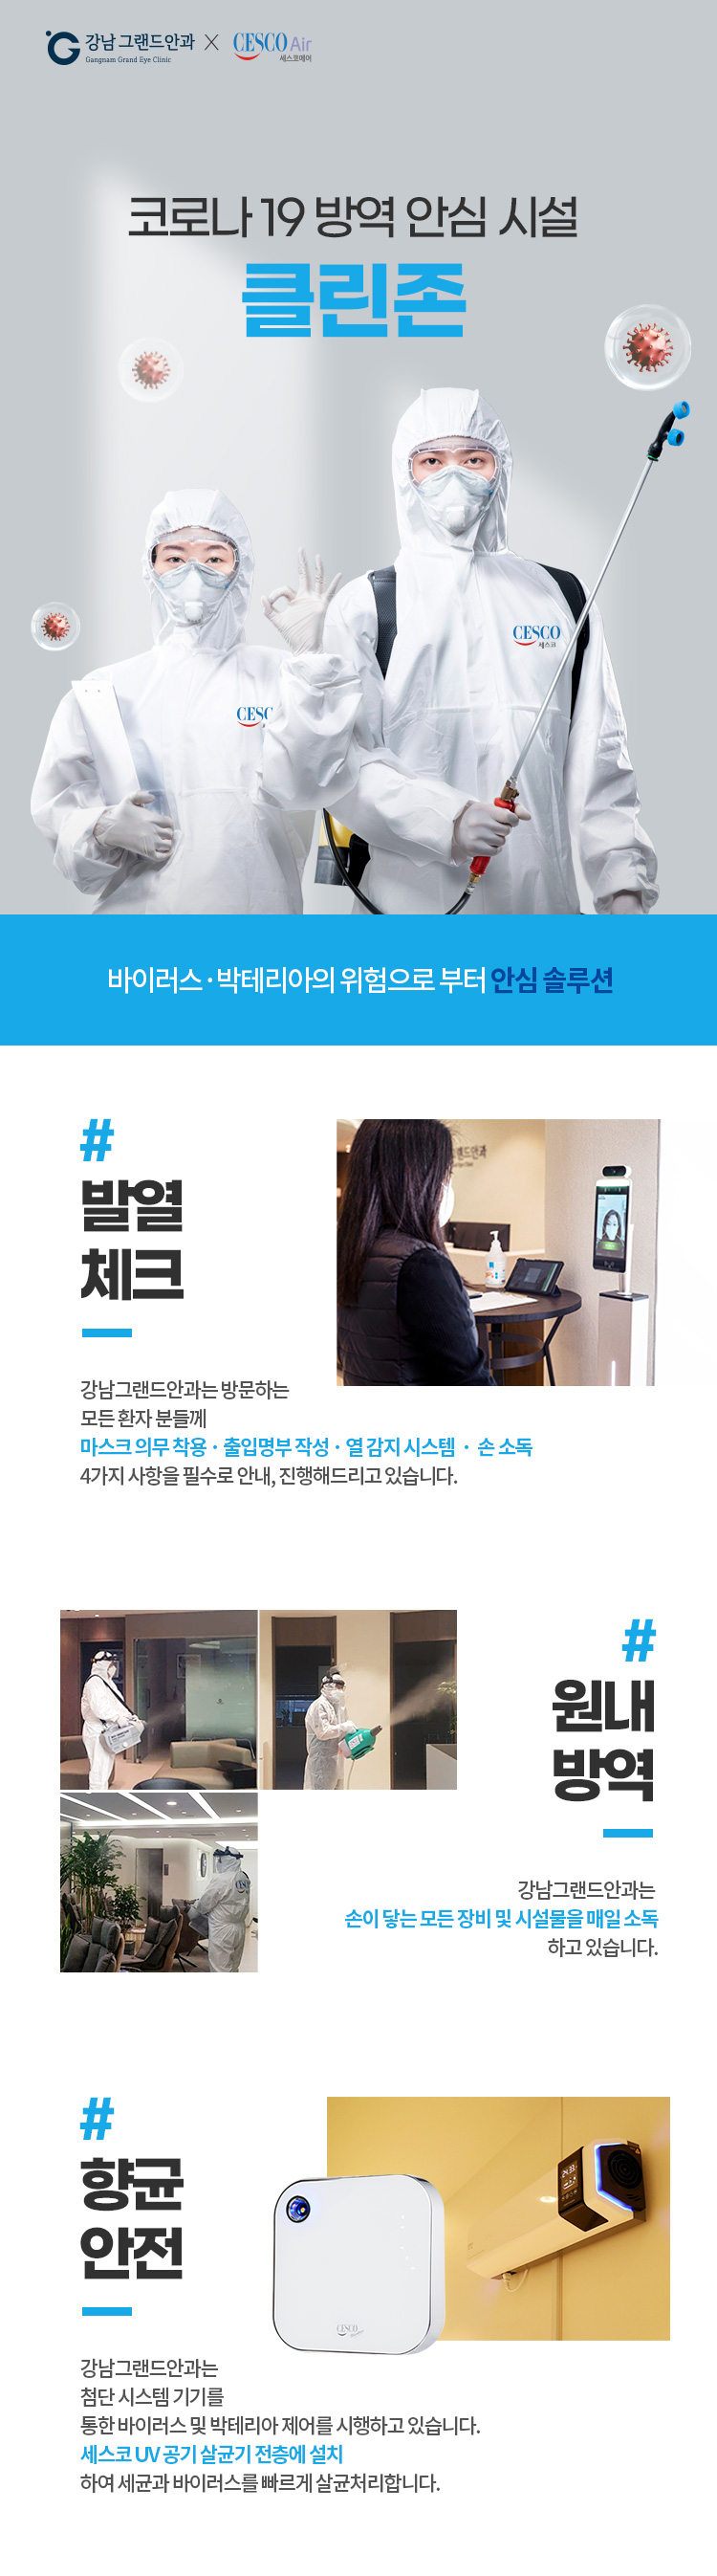 강남 그랜드안과 X CESCO Air
Gangnam Grand Eye Clinic 세스코에어
코로나 19 방역 안심 시설
클린존
CESCO
세스코
CESC
바이러스·박테리아의 위험으로 부터 안심 솔루션
#
발열
체크
강남그랜드안과는 방문하는
모든 환자 분들께
마스크 의무 착용 · 출입명부 작성 · 열 감지 시스템 · 손 소독
4가지 사항을 필수로 안내, 진행해드리고 있습니다.
#
원내
방역
강남그랜드안과는
손이 닿는 모든 장비 및 시설물을 매일 소독
하고 있습니다.
#
향균
안전
CESCO
강남그랜드안과는
첨단 시스템 기기를
통한 바이러스 및 박테리아 제어를 시행하고 있습니다.
세스코 UV 공기 살균기 전층에 설치
하여 세균과 바이러스를 빠르게 살균처리합니다.